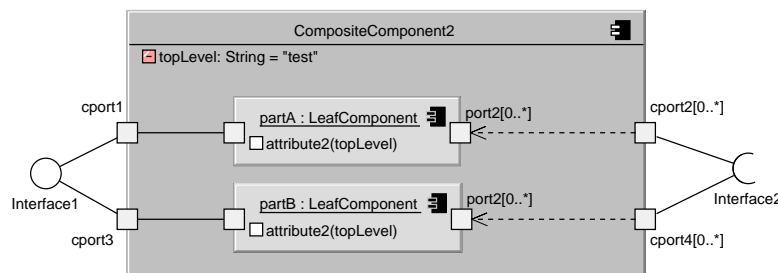 CompositeComponent2
topLevel: String = "test"
cport1
partA : LeafComponent
port2[0..*]
cport2[0..*]
attribute2(topLevel)
Interface1
Interface2
partB : LeafComponent
port2[0..*]
attribute2(topLevel)
cport3
cport4[0..*]